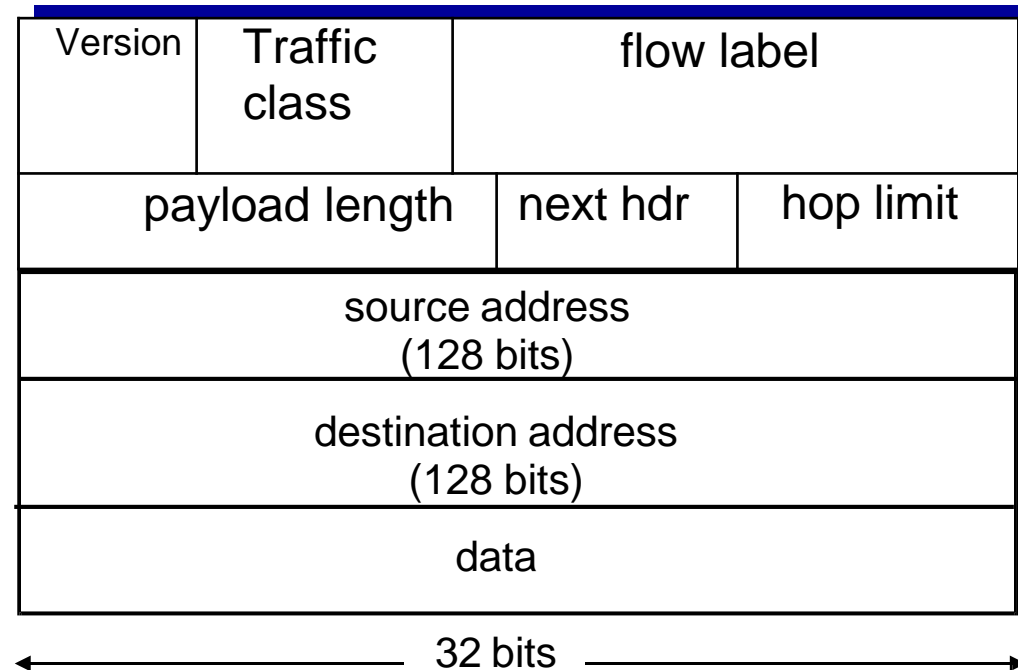 Version
Traffic
class
flow label
payload length
next hdr
hop limit
source address
(128 bits)
destination address
(128 bits)
data
32 bits